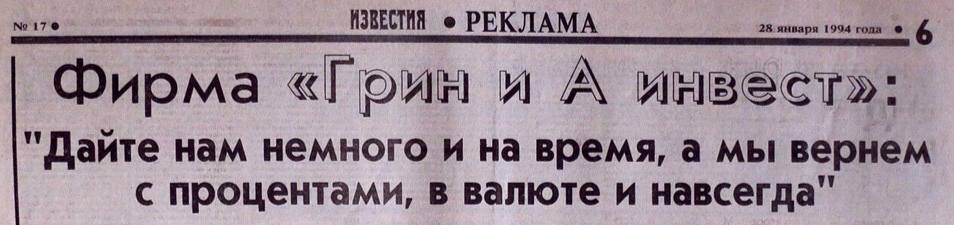 № 17 • ИЗВЕСТИЯ • РЕКЛАМА 28 января 1994 года • 6
Фирма «Грин и А инвест»:
"Дайте нам немного и на время, а мы вернем
с процентами, в валюте и навсегда"